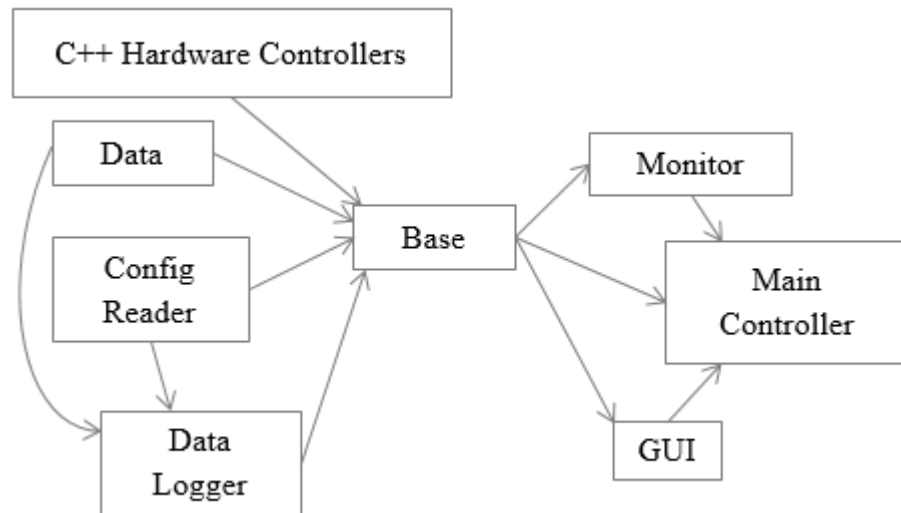 C++ Hardware Controllers
Data
Config
Reader
Data
Logger
Base
Monitor
Main
Controller
GUI